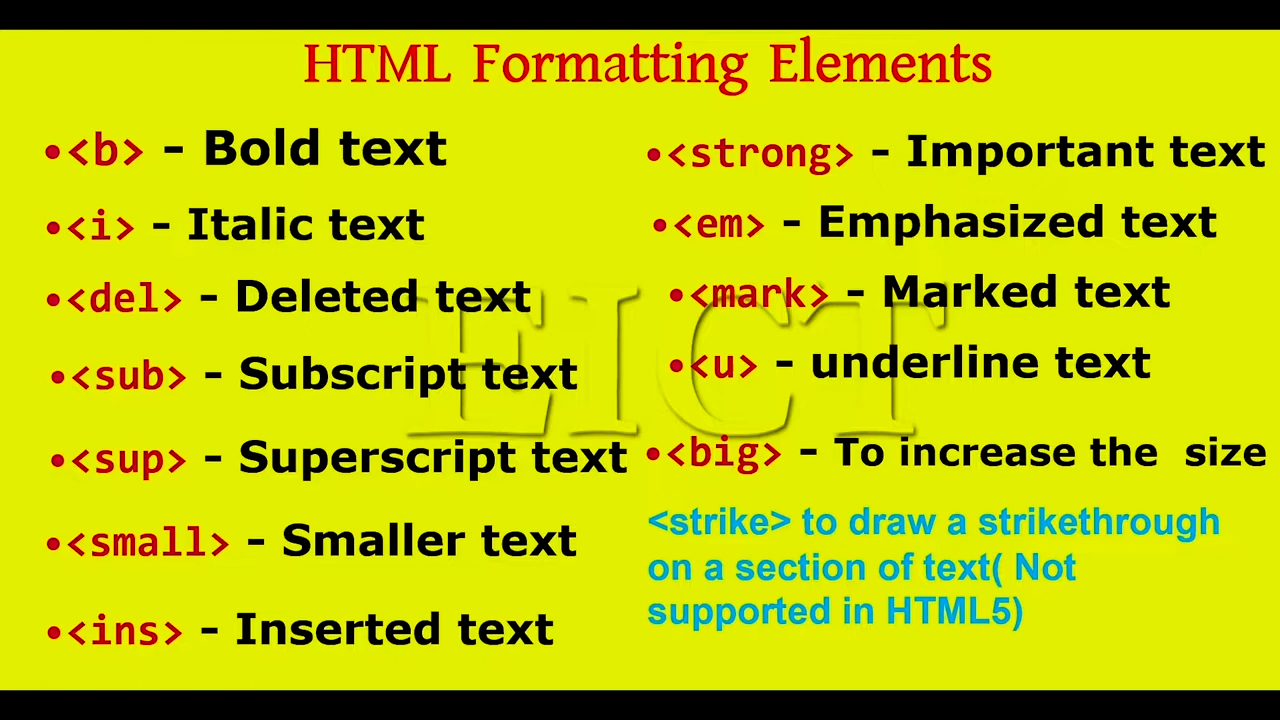 HTML Formatting Elements
•<b> - Bold text
•<i> - Italic text
•<del> - Deleted text
•<sub> - Subscript text
•<sup> - Superscript text
•<small> - Smaller text
•<ins> - Inserted text
•<strong> - Important text
•<em> - Emphasized text
•<mark> - Marked text
•<u> - underline text
•<big> - To increase the size
<strike> to draw a strikethrough
on a section of text( Not
supported in HTML5)
EICT